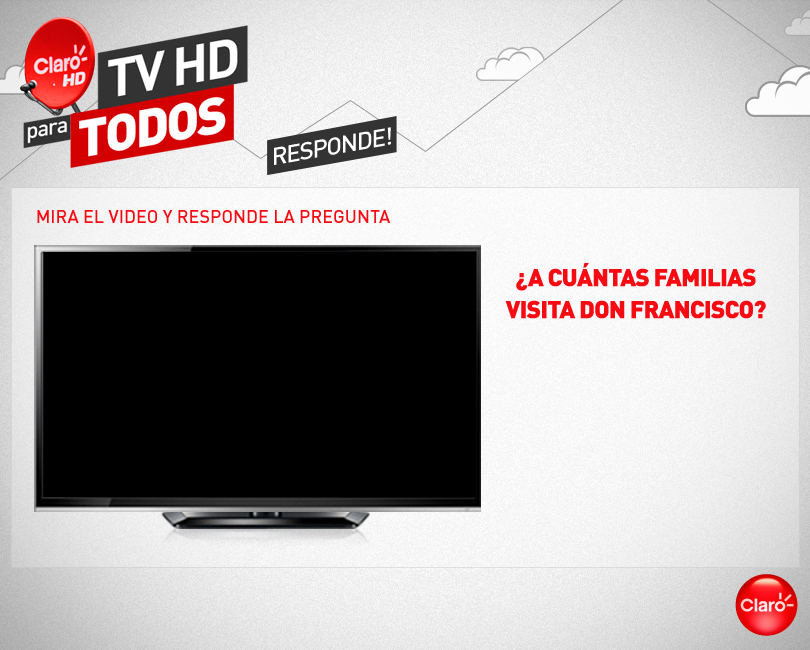 Claro
HD
TV HD
para TODOS
RESPONDE!
MIRA EL VIDEO Y RESPONDE LA PREGUNTA
¿A CUÁNTAS FAMILIAS
VISITA DON FRANCISCO?
Claro